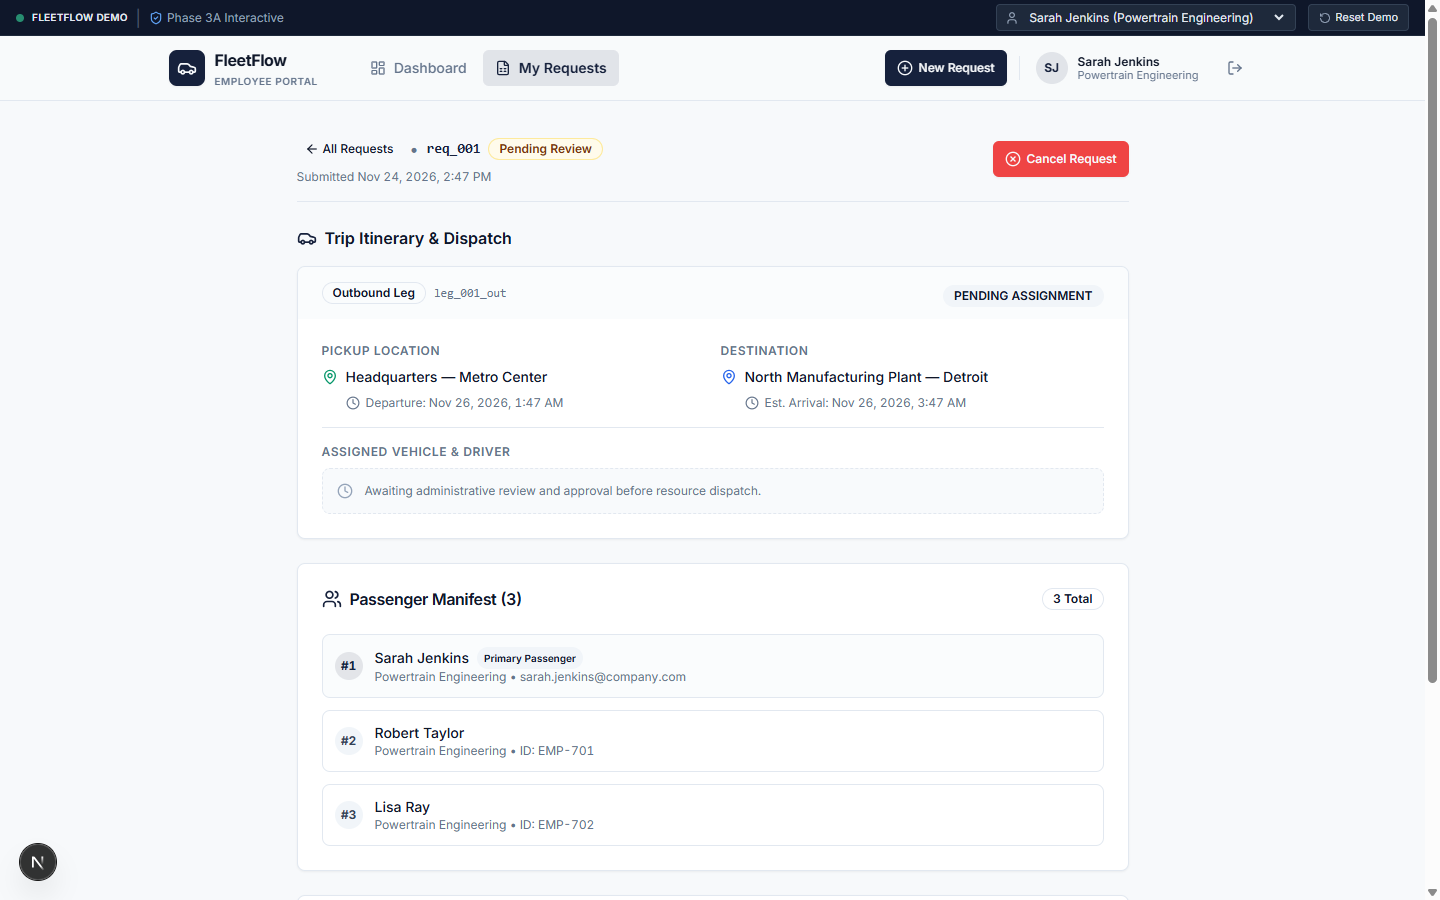 FLEETFLOW DEMO
Phase 3A Interactive
Sarah Jenkins (Powertrain Engineering)
Reset Demo
FleetFlow
EMPLOYEE PORTAL
Dashboard
My Requests
New Request
SJ
Sarah Jenkins
Powertrain Engineering
All Requests
req_001
Pending Review
Submitted Nov 24, 2026, 2:47 PM
Cancel Request
Trip Itinerary & Dispatch
Outbound Leg
leg_001_out
PENDING ASSIGNMENT
PICKUP LOCATION
Headquarters — Metro Center
Departure: Nov 26, 2026, 1:47 AM
DESTINATION
North Manufacturing Plant — Detroit
Est. Arrival: Nov 26, 2026, 3:47 AM
ASSIGNED VEHICLE & DRIVER
Awaiting administrative review and approval before resource dispatch.
Passenger Manifest (3)
3 Total
#1
Sarah Jenkins
Primary Passenger
Powertrain Engineering • sarah.jenkins@company.com
#2
Robert Taylor
Powertrain Engineering • ID: EMP-701
#3
Lisa Ray
Powertrain Engineering • ID: EMP-702
N